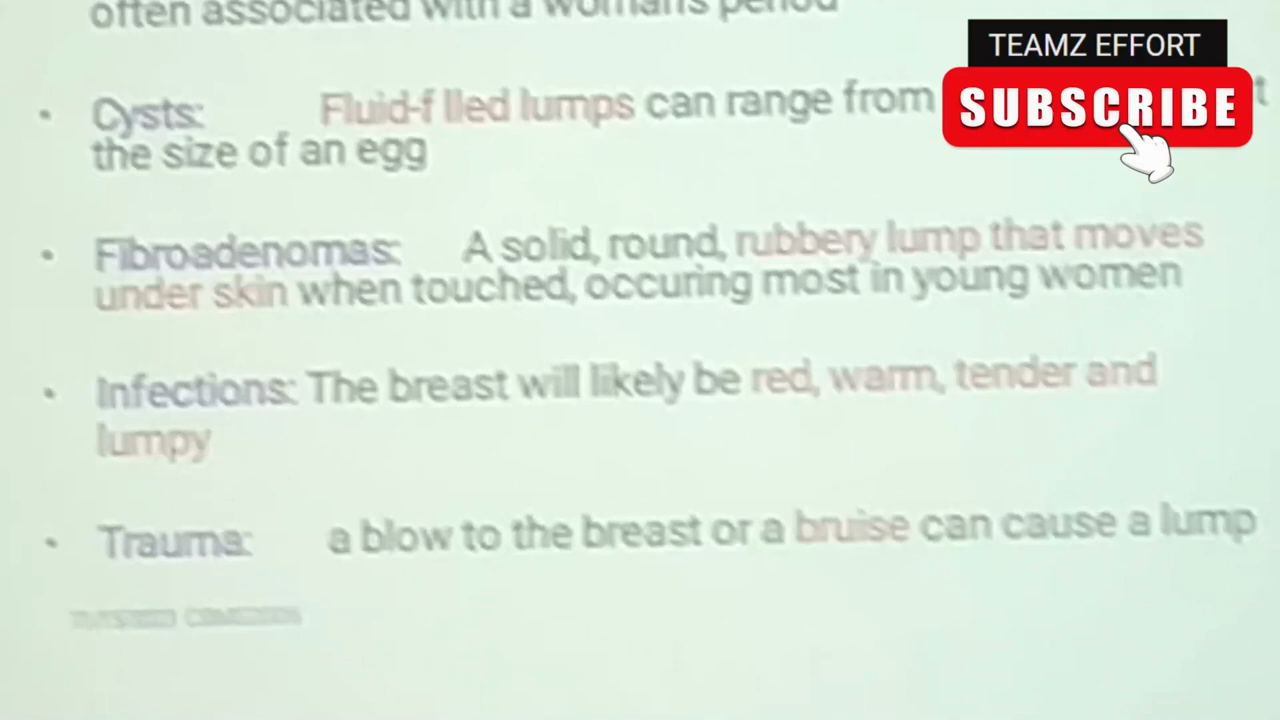 often associated with a womans period
TEAMZ EFFORT
SUBSCRIBE
• Cysts: Fluid-f lled lumps can range from t
the size of an egg
• Fibroadenomas: A solid, round, rubbery lump that moves
under skin when touched, occuring most in young women
• Infections: The breast will likely be red, warm, tender and
lumpy
• Trauma: a blow to the breast or a bruise can cause a lump